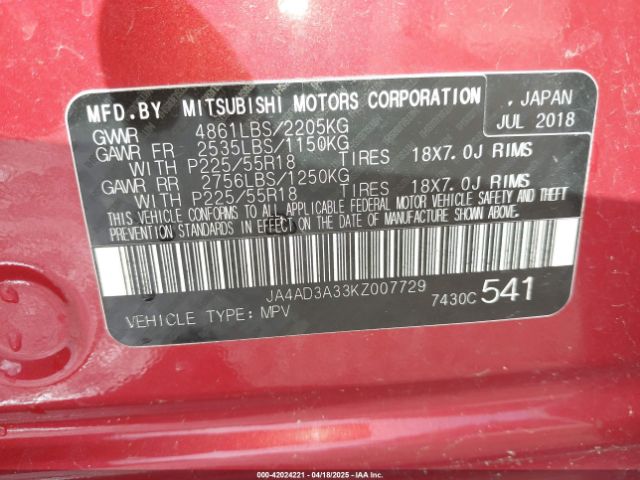 MFD.BY MITSUBISHI MOTORS CORPORATION , JAPAN
GVWR 4861LBS/2205KG JUL 2018
GAWR FR 2535LBS/1150KG
WITH P225/55R18 TIRES 18X7.0J RIMS
GAWR RR 2756LBS/1250KG
WITH P225/55R18 TIRES 18X7.0J RIMS
THIS VEHICLE CONFORMS TO ALL APPLICABLE FEDERAL MOTOR VEHICLE SAFETY AND THEFT
PREVENTION STANDARDS IN EFFECT ON THE DATE OF MANUFACTURE SHOWN ABOVE.
JA4AD3A33KZ007729 7430C 541
VEHICLE TYPE: MPV
000-42024221 - 04/18/2025 - IAAI.CA